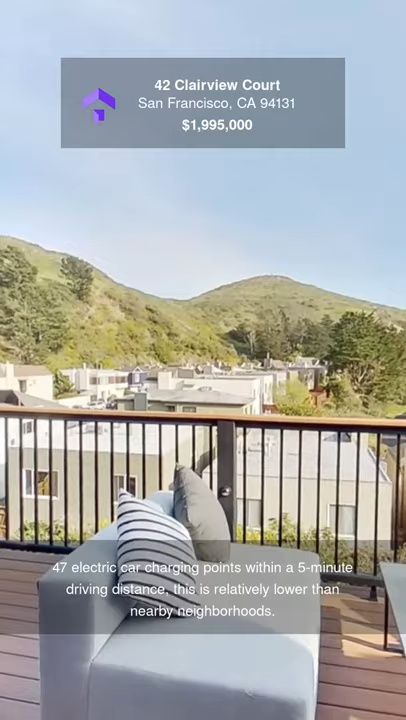 42 Clairview Court
San Francisco, CA 94131
$1,995,000
47 electric car charging points within a 5-minute
driving distance, this is relatively lower than
nearby neighborhoods.